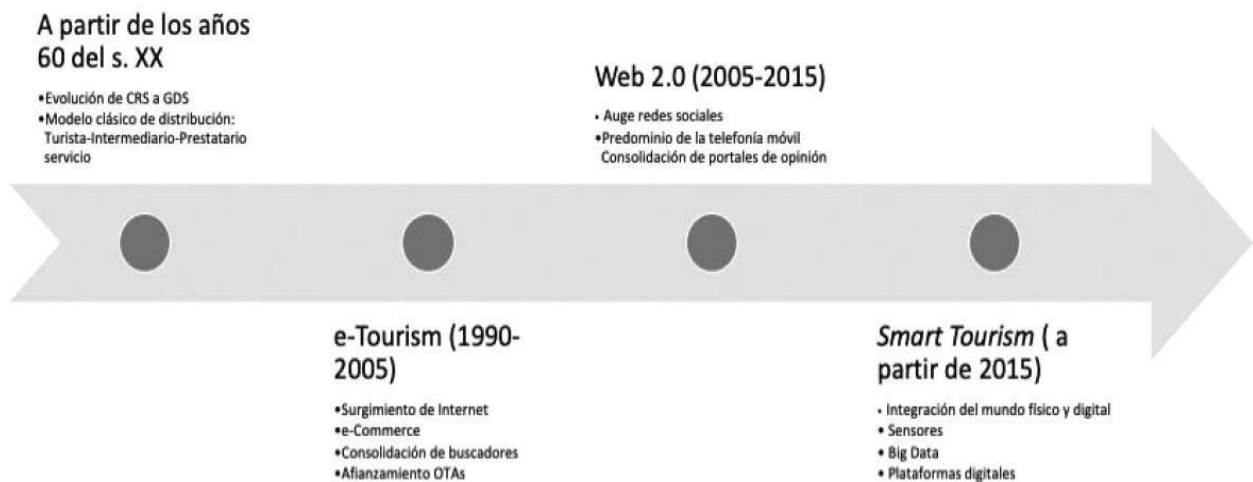 A partir de los años
60 del s. XX
•Evolución de CRS a GDS
•Modelo clásico de distribución:
Turista-Intermediario-Prestatario
servicio
e-Tourism (1990-
2005)
•Surgimiento de Internet
•e-Commerce
•Consolidación de buscadores
•Afianzamiento OTAs
Web 2.0 (2005-2015)
• Auge redes sociales
•Predominio de la telefonía móvil
Consolidación de portales de opinión
Smart Tourism ( a
partir de 2015)
• Integración del mundo físico y digital
• Sensores
• Big Data
• Plataformas digitales